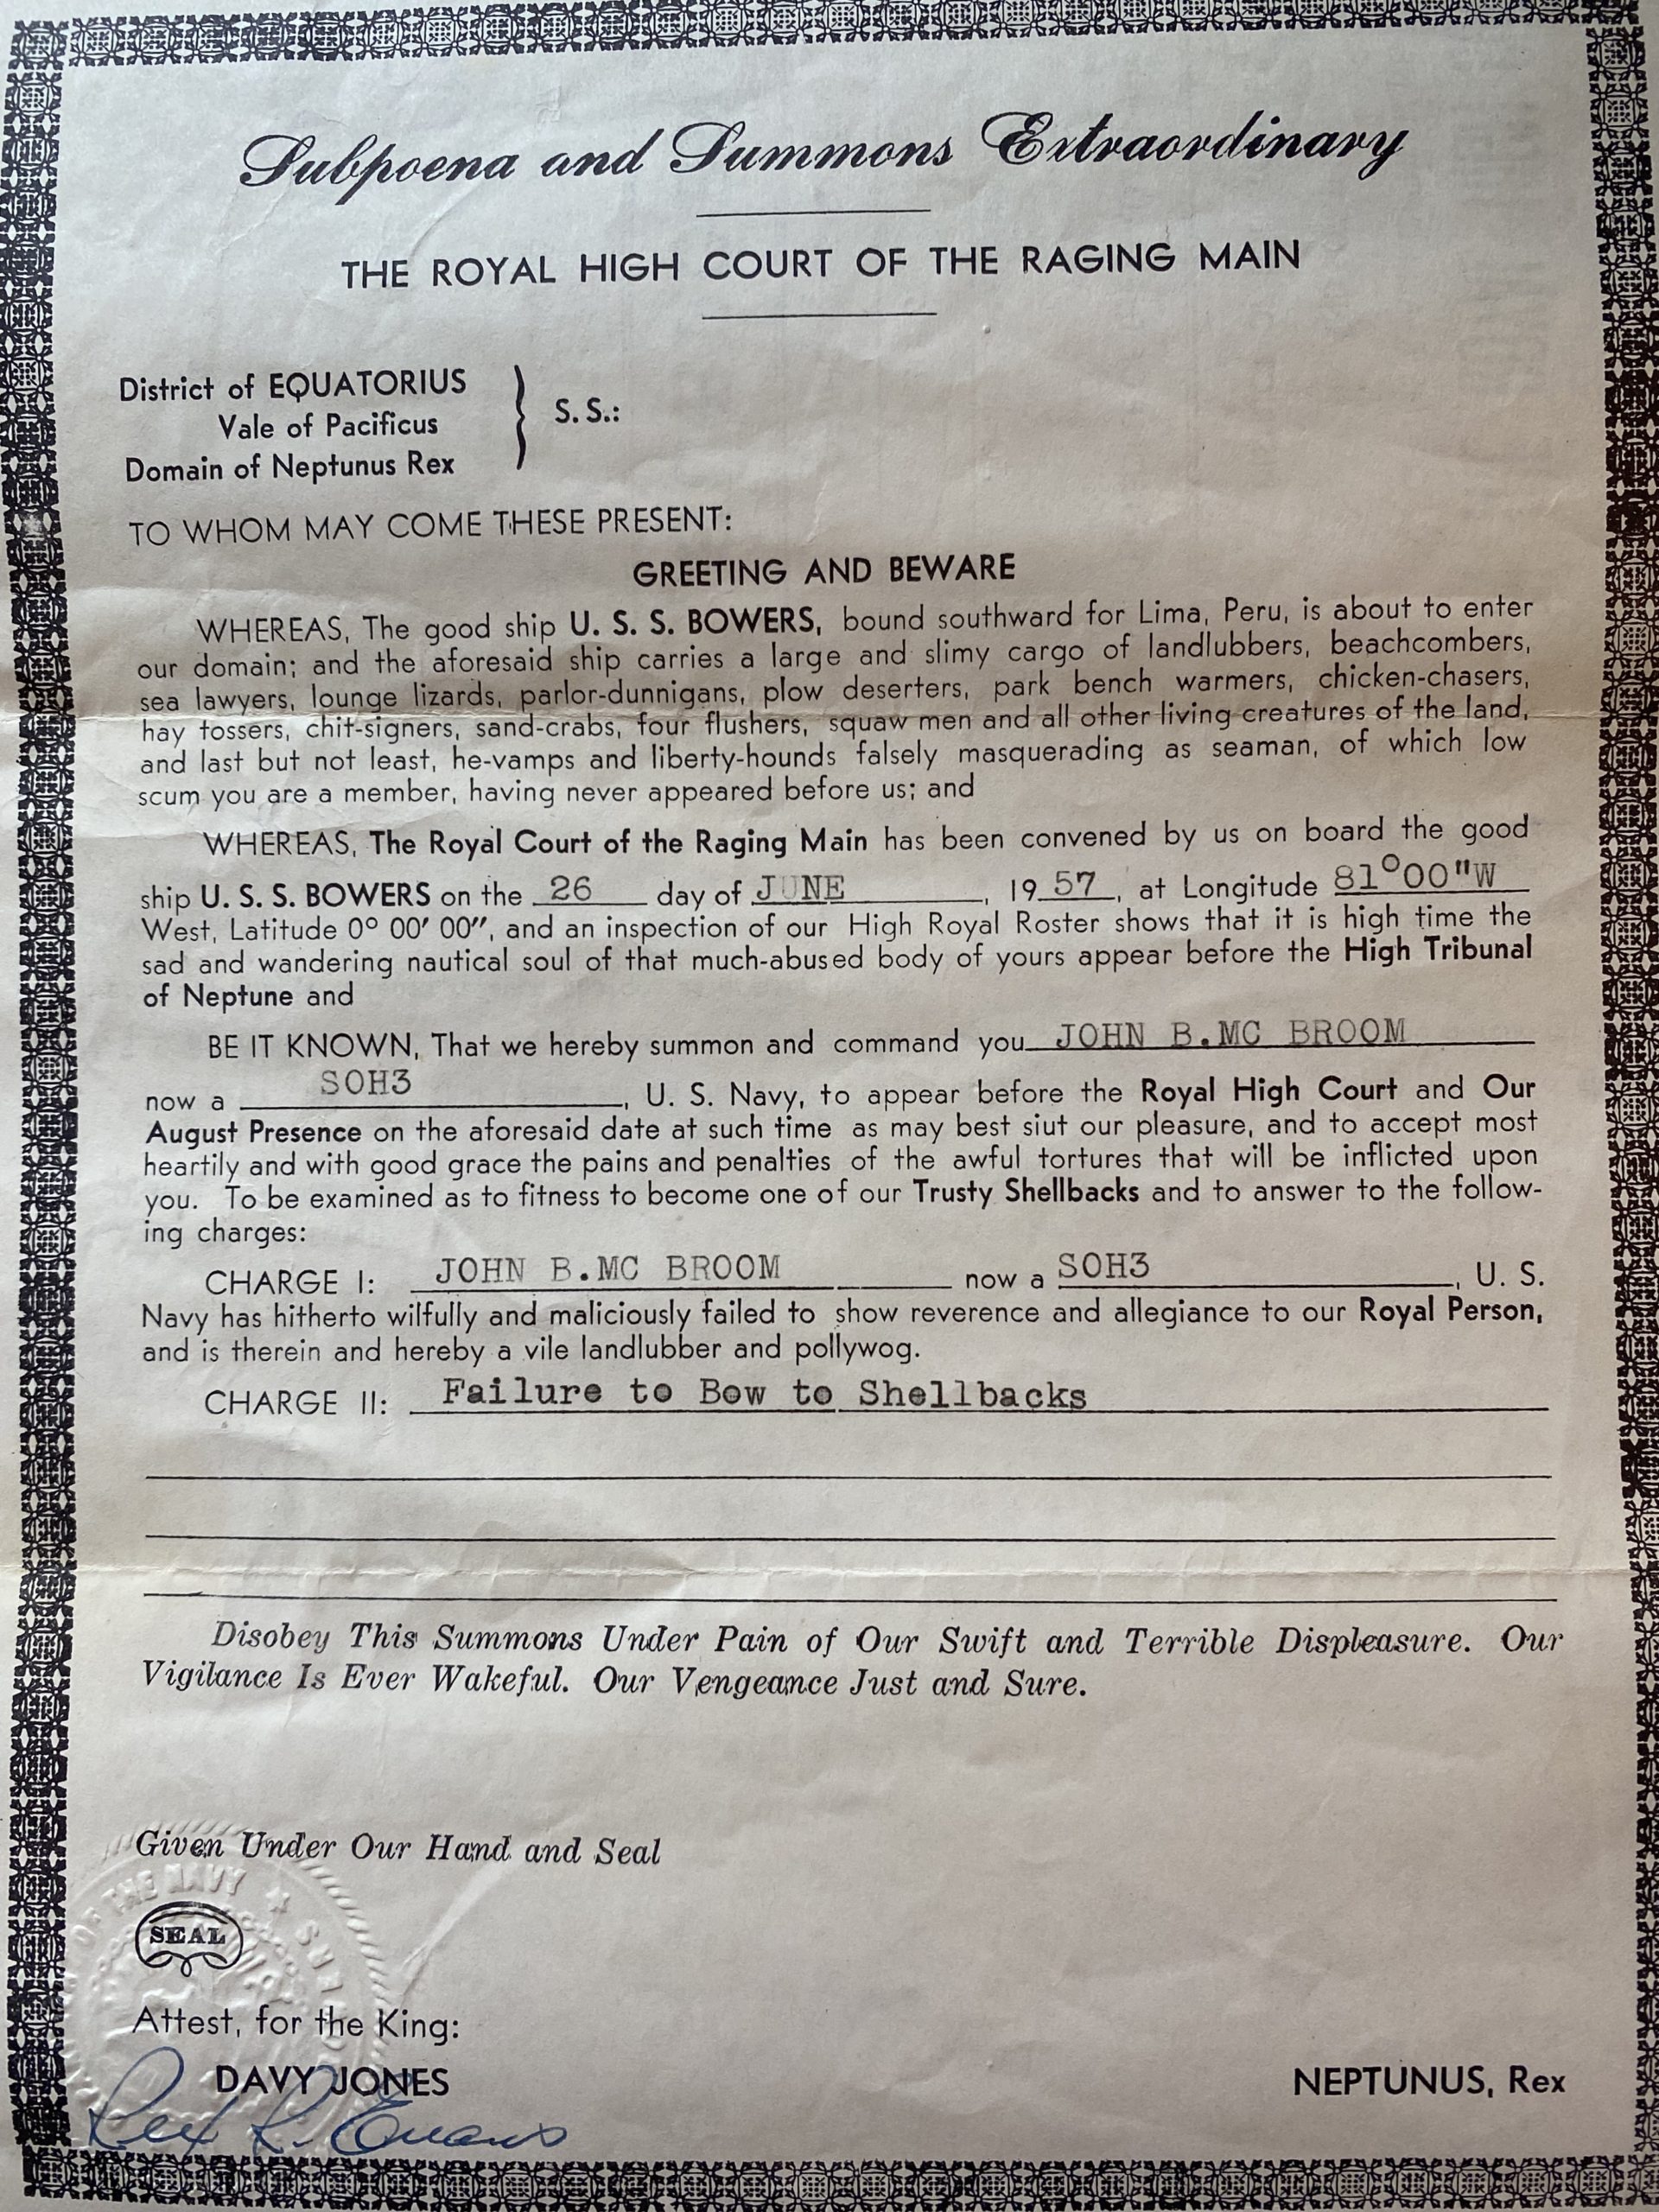 Subpoena and Summons Extraordinary
THE ROYAL HIGH COURT OF THE RAGING MAIN
District of EQUATORIUS
Vale of Pacificus
Domain of Neptunus Rex
} S. S.:
TO WHOM MAY COME THESE PRESENT:
GREETING AND BEWARE
WHEREAS, The good ship U. S. S. BOWERS, bound southward for Lima, Peru, is about to enter
our domain; and the aforesaid ship carries a large and slimy cargo of landlubbers, beachcombers,
sea lawyers, lounge lizards, parlor-dunnigans, plow deserters, park bench warmers, chicken-chasers,
hay tossers, chit-signers, sand-crabs, four flushers, squaw men and all other living creatures of the land,
and last but not least, he-vamps and liberty-hounds falsely masquerading as seaman, of which low
scum you are a member, having never appeared before us; and
WHEREAS, The Royal Court of the Raging Main has been convened by us on board the good
ship U. S. S. BOWERS on the 26 day of JUNE, 1957, at Longitude 81°00"W
West, Latitude 0° 00′ 00″, and an inspection of our High Royal Roster shows that it is high time the
sad and wandering nautical soul of that much-abused body of yours appear before the High Tribunal
of Neptune and
BE IT KNOWN, That we hereby summon and command you JOHN B.MC BROOM
now a SOH3, U. S. Navy, to appear before the Royal High Court and Our
August Presence on the aforesaid date at such time as may best siut our pleasure, and to accept most
heartily and with good grace the pains and penalties of the awful tortures that will be inflicted upon
you. To be examined as to fitness to become one of our Trusty Shellbacks and to answer to the follow-
ing charges:
CHARGE I: JOHN B.MC BROOM now a SOH3, U. S.
Navy has hitherto wilfully and maliciously failed to show reverence and allegiance to our Royal Person,
and is therein and hereby a vile landlubber and pollywog.
CHARGE II: Failure to Bow to Shellbacks
Disobey This Summons Under Pain of Our Swift and Terrible Displeasure. Our
Vigilance Is Ever Wakeful. Our Vengeance Just and Sure.
Given Under Our Hand and Seal
OF THE NAVY
SEAL
Attest, for the King:
DAVY JONES
NEPTUNUS, Rex
Rex R. Evans